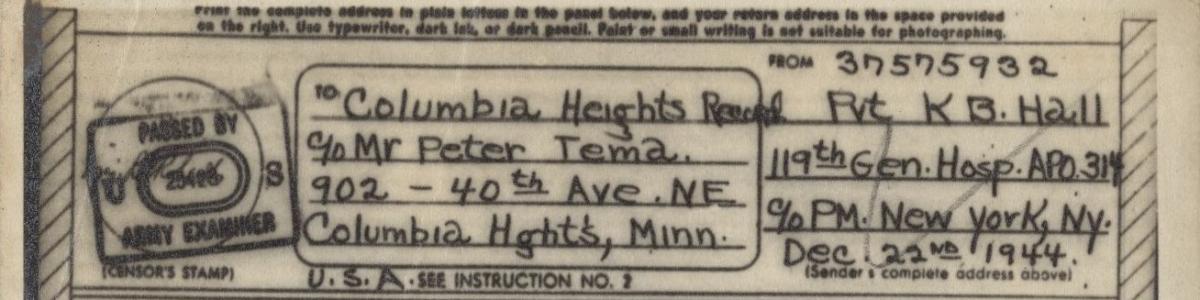 Print the complete address in plain letters in the panel below, and your return address in the space provided
on the right. Use typewriter, dark ink, or dark pencil. Faint or small writing is not suitable for photographing.
PASSED BY
U S
ARMY EXAMINER
(CENSOR'S STAMP)
TO Columbia Heights Record
c/o Mr Peter Tema.
902 - 40th Ave. NE
Columbia Hght's, Minn.
U.S.A. SEE INSTRUCTION NO. 2
FROM 37575932
Pvt K B. Hall
119th Gen. Hosp. APO. 314
c/o PM. New York, Ny.
Dec. 22ND 1944.
(Sender's complete address above)